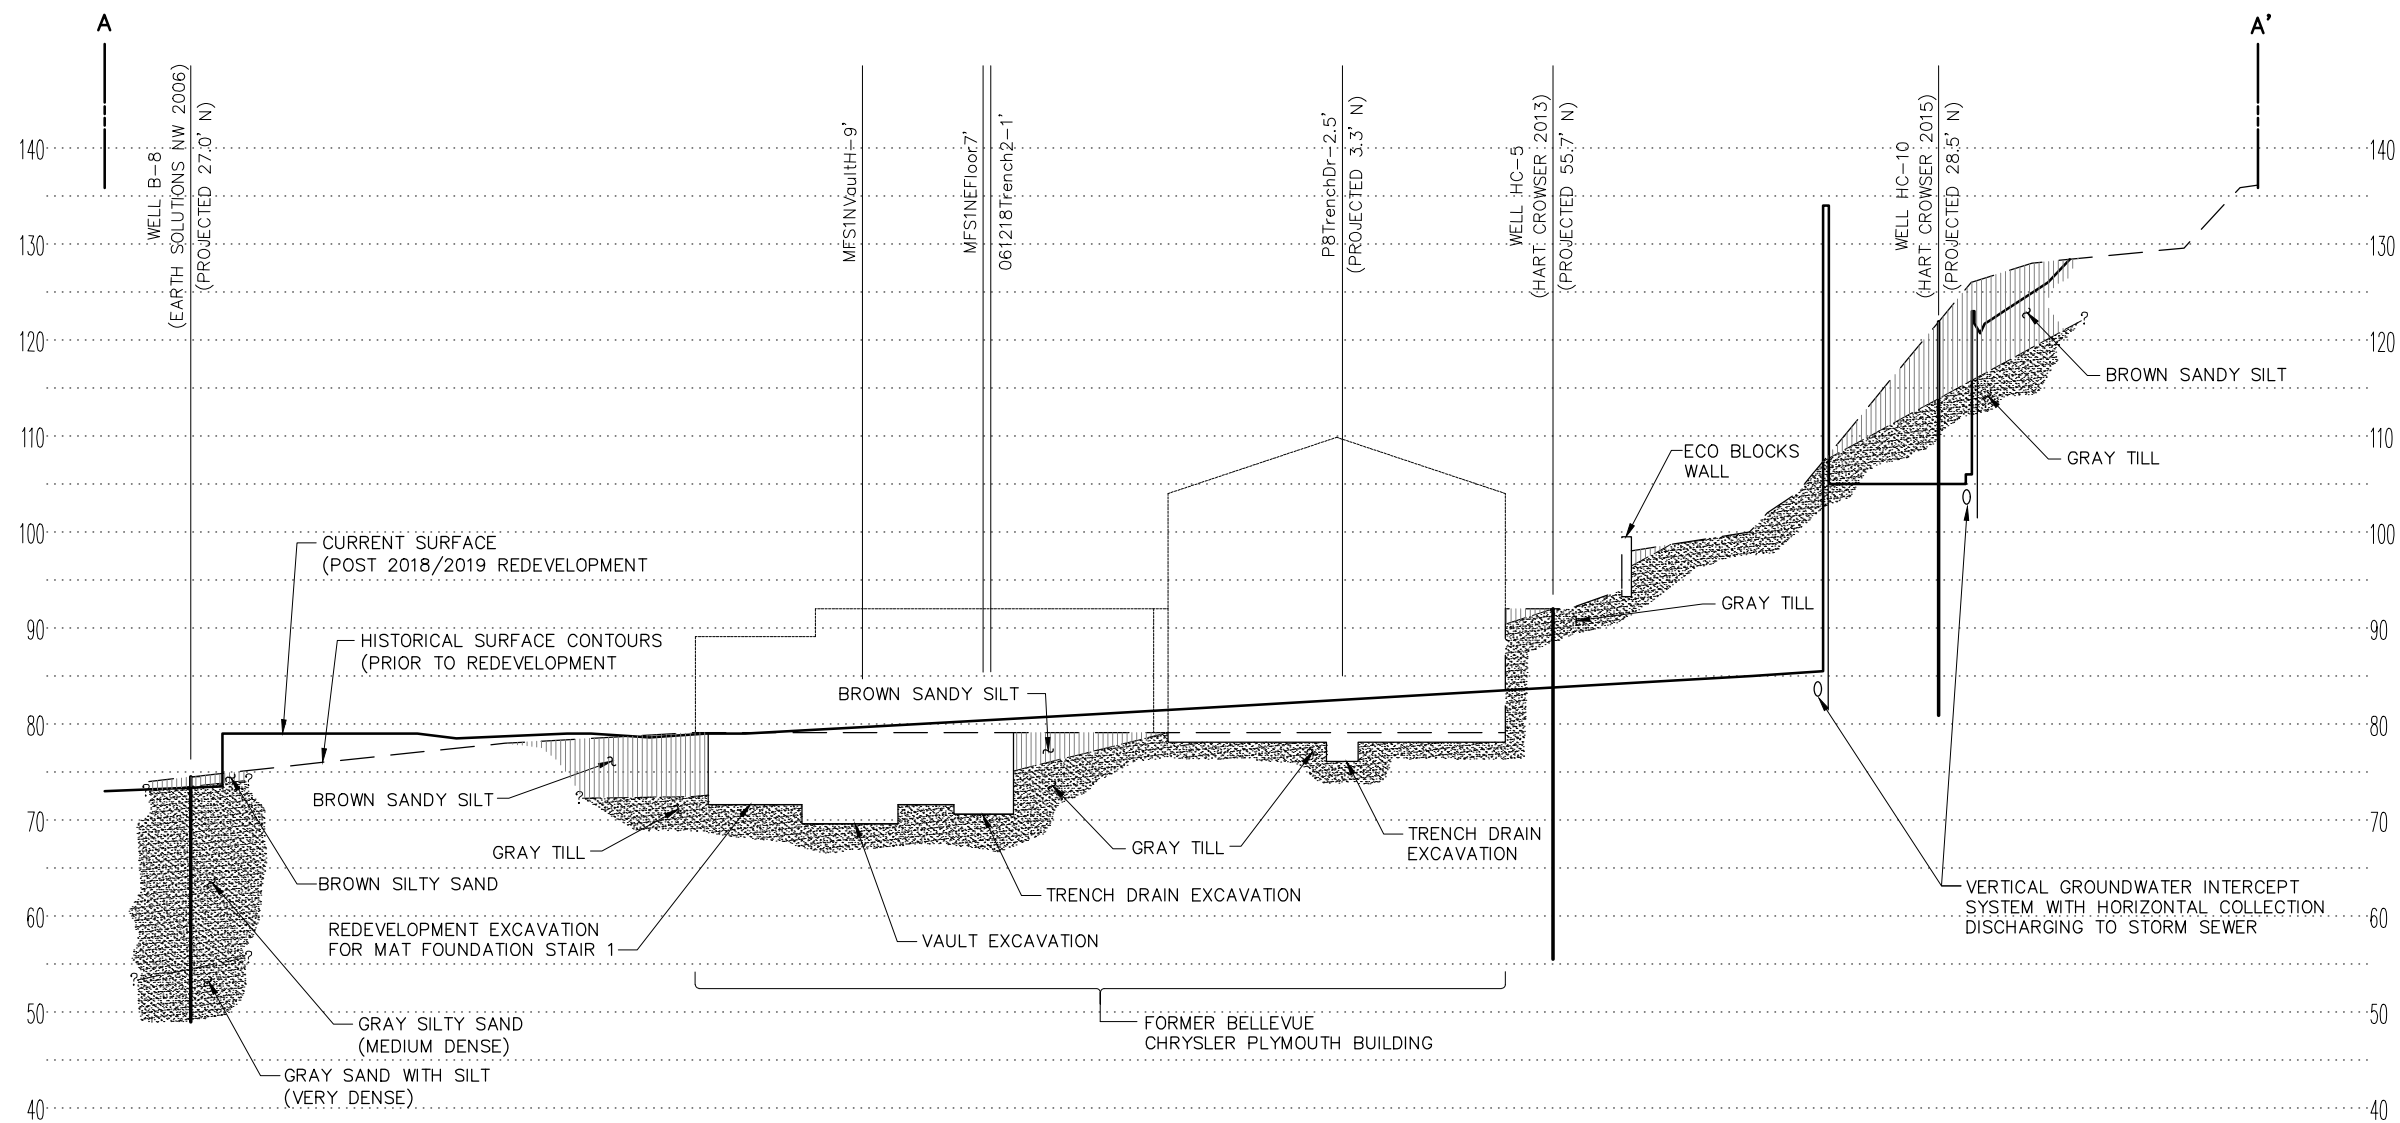 A
A'
WELL B-8
(EARTH SOLUTIONS NW 2006)
(PROJECTED 27.0' N)
MFS1NVaultH-9'
MFS1NEFloor7'
061218Trench2-1'
P8TrenchDr-2.5'
(PROJECTED 3.3' N)
WELL HC-5
(HART CROWSER 2013)
(PROJECTED 55.7' N)
WELL HC-10
(HART CROWSER 2015)
(PROJECTED 28.5' N)
140
140
130
130
120
120
?
BROWN SANDY SILT
110
110
GRAY TILL
ECO BLOCKS
WALL
100
100
CURRENT SURFACE
(POST 2018/2019 REDEVELOPMENT
GRAY TILL
90
90
HISTORICAL SURFACE CONTOURS
(PRIOR TO REDEVELOPMENT
BROWN SANDY SILT
80
80
?
?
?
?
BROWN SANDY SILT
70
70
GRAY TILL
GRAY TILL
TRENCH DRAIN
EXCAVATION
BROWN SILTY SAND
TRENCH DRAIN EXCAVATION
VERTICAL GROUNDWATER INTERCEPT
SYSTEM WITH HORIZONTAL COLLECTION
DISCHARGING TO STORM SEWER
60
60
REDEVELOPMENT EXCAVATION
FOR MAT FOUNDATION STAIR 1
VAULT EXCAVATION
?
?
50
50
GRAY SILTY SAND
(MEDIUM DENSE)
FORMER BELLEVUE
CHRYSLER PLYMOUTH BUILDING
GRAY SAND WITH SILT
(VERY DENSE)
40
40